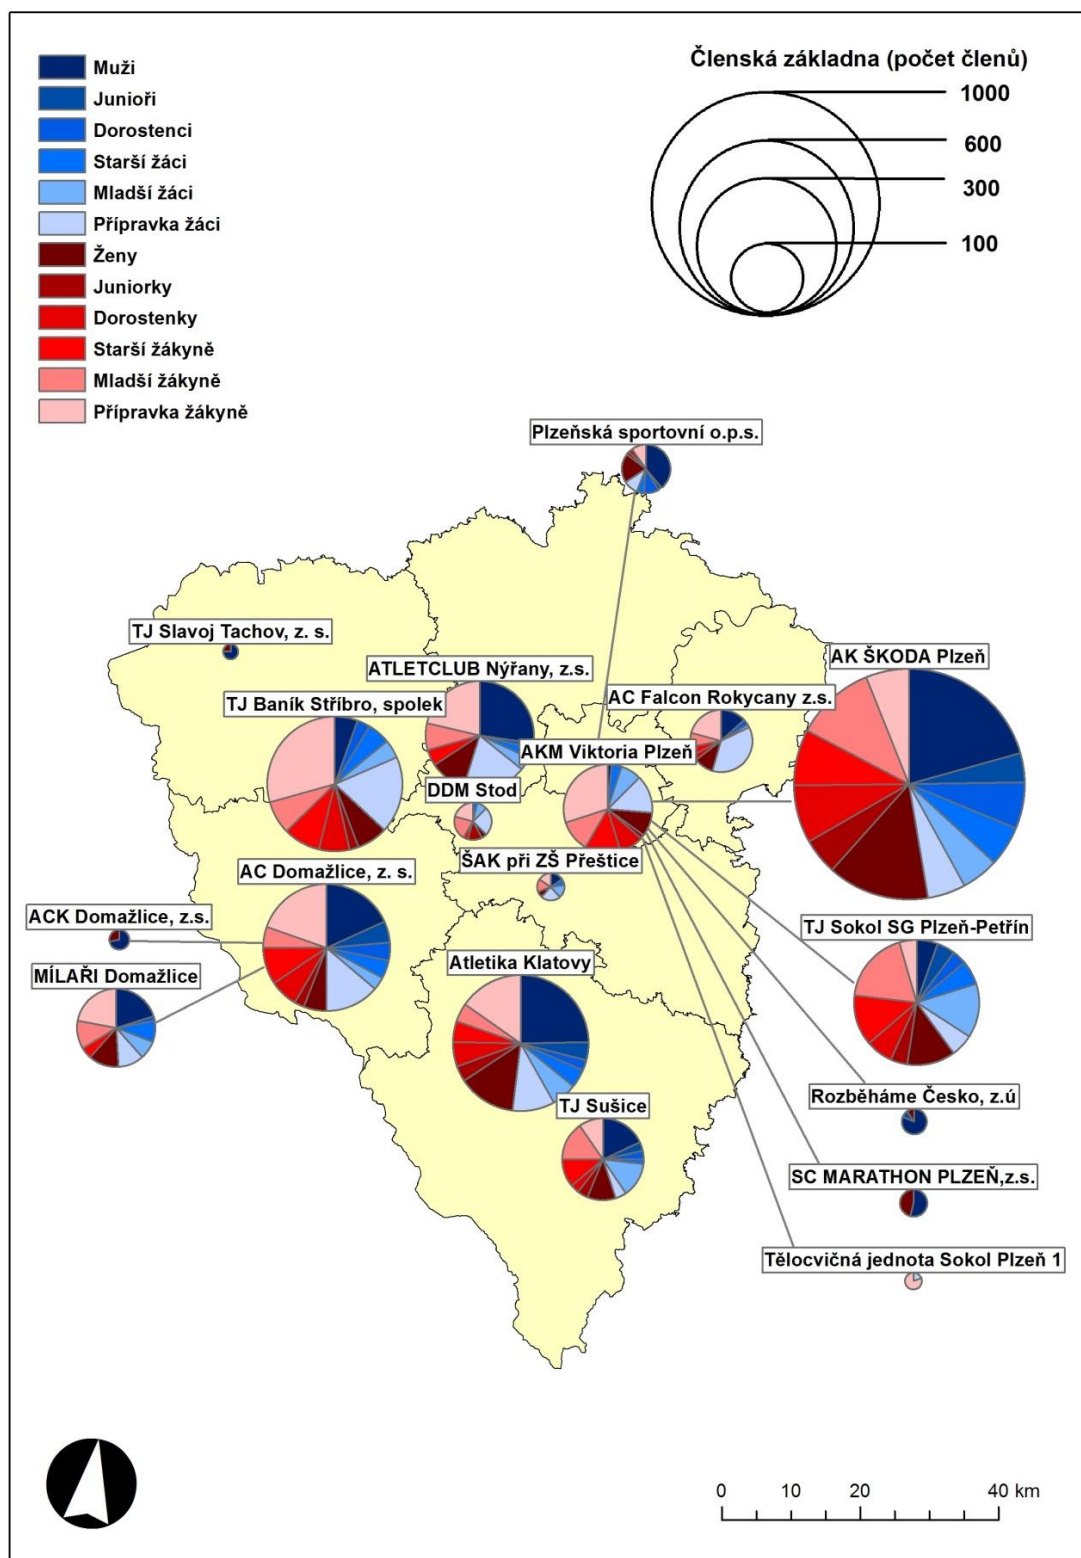 Členská základna (počet členů)
1000
600
300
100
Muži
Junioři
Dorostenci
Starší žáci
Mladší žáci
Přípravka žáci
Ženy
Juniorky
Dorostenky
Starší žákyně
Mladší žákyně
Přípravka žákyně
Plzeňská sportovní o.p.s.
TJ Slavoj Tachov, z. s.
ATLETCLUB Nýřany, z.s.
AK ŠKODA Plzeň
TJ Baník Stříbro, spolek
AC Falcon Rokycany z.s.
AKM Viktoria Plzeň
DDM Stod
ŠAK při ZŠ Přeštice
AC Domažlice, z. s.
ACK Domažlice, z.s.
TJ Sokol SG Plzeň-Petřín
Atletika Klatovy
MÍLAŘI Domažlice
Rozběháme Česko, z.ú
TJ Sušice
SC MARATHON PLZEŇ,z.s.
Tělocvičná jednota Sokol Plzeň 1
0 10 20 40 km